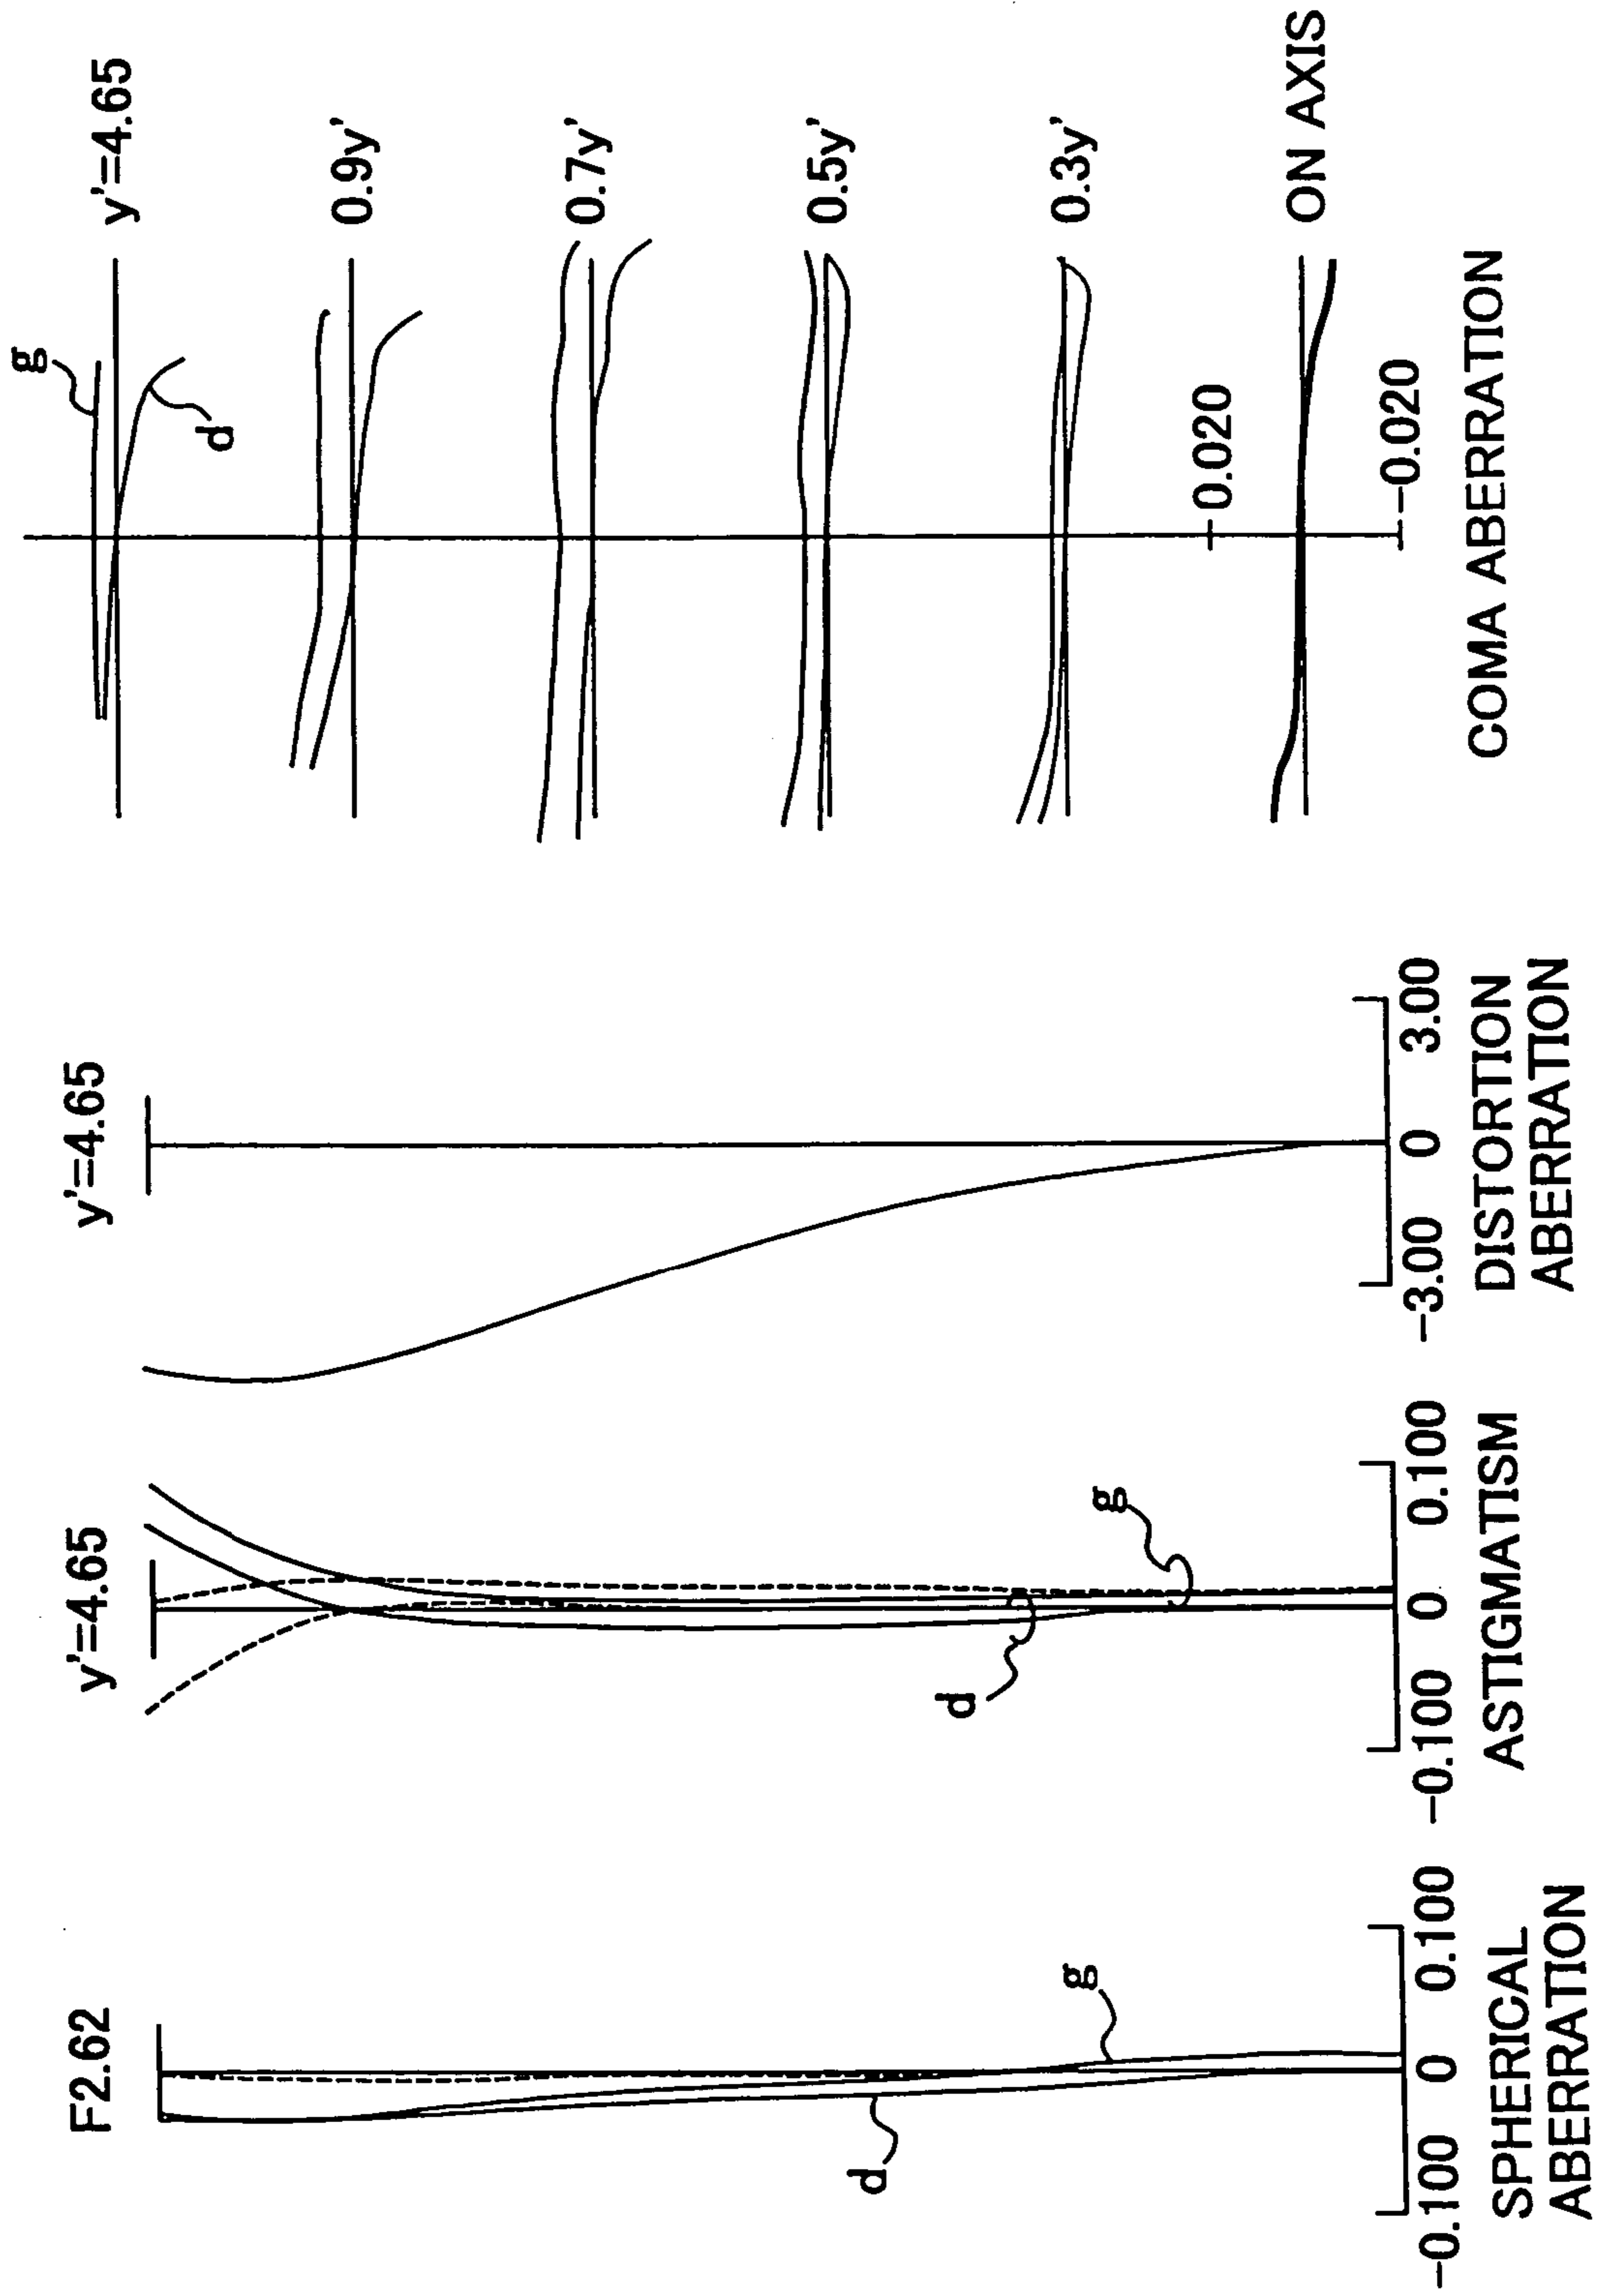 F2.62
g
d
-0.100
0
0.100
SPHERICAL
ABERRATION
y'=4.65
g
d
-0.100
0
0.100
ASTIGMATISM
y'=4.65
-3.00
0
3.00
DISTORTION
ABERRATION
g
y'=4.65
d
0.9y'
0.7y'
0.5y'
0.3y'
0.020
ON AXIS
-0.020
COMA ABERRATION